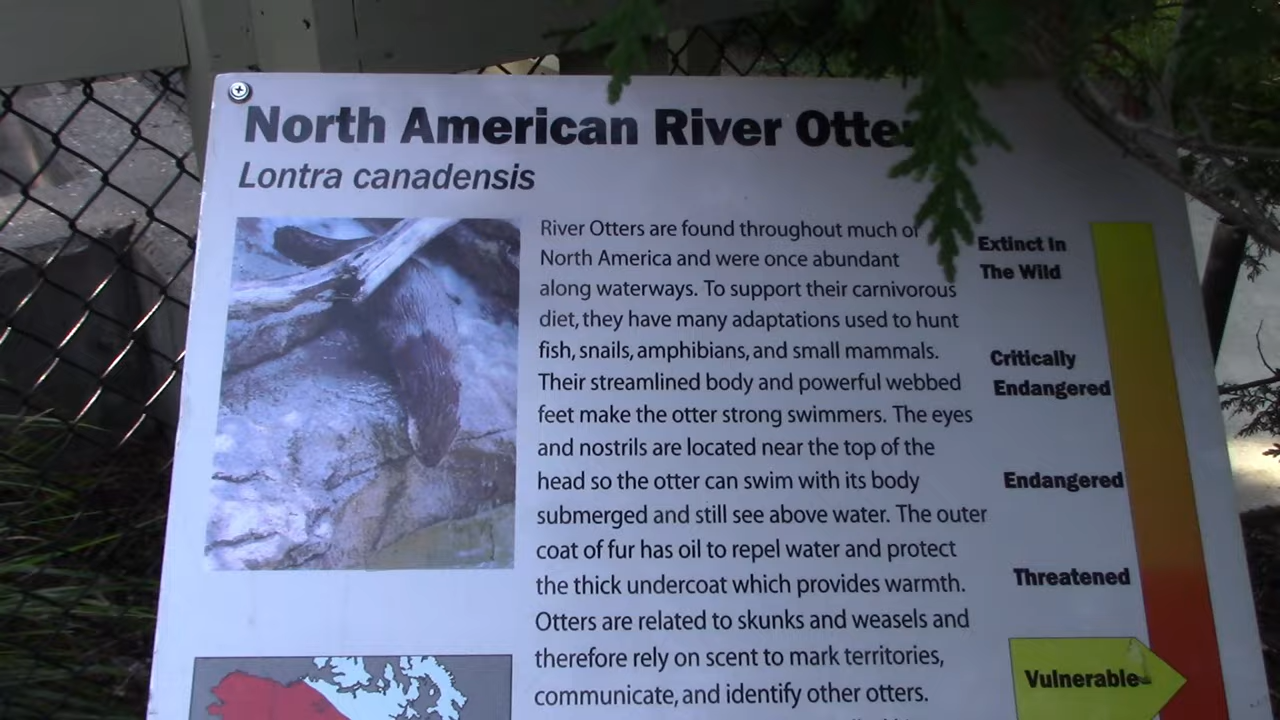 North American River Otter
Lontra canadensis
River Otters are found throughout much of
North America and were once abundant
along waterways. To support their carnivorous
diet, they have many adaptations used to hunt
fish, snails, amphibians, and small mammals.
Their streamlined body and powerful webbed
feet make the otter strong swimmers. The eyes
and nostrils are located near the top of the
head so the otter can swim with its body
submerged and still see above water. The outer
coat of fur has oil to repel water and protect
the thick undercoat which provides warmth.
Otters are related to skunks and weasels and
therefore rely on scent to mark territories,
communicate, and identify other otters.
Extinct In
The Wild
Critically
Endangered
Endangered
Threatened
Vulnerable